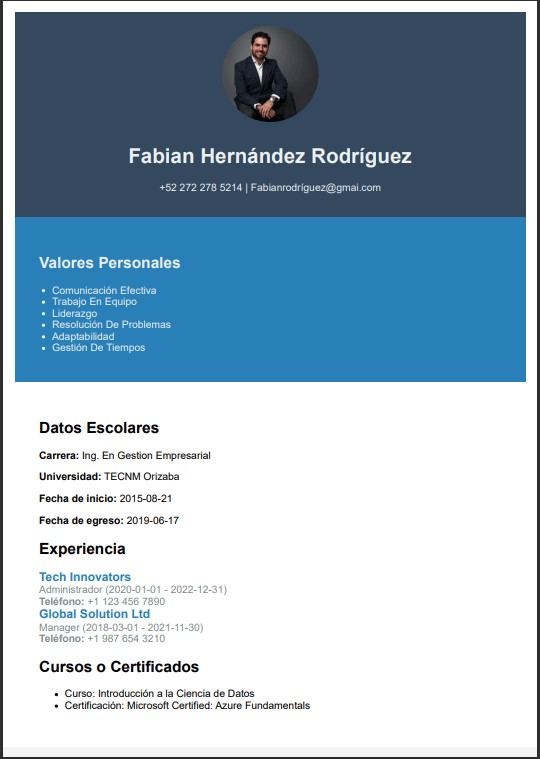 Fabian Hernández Rodríguez
+52 272 278 5214 | Fabianrodríguez@gmai.com
Valores Personales
• Comunicación Efectiva
• Trabajo En Equipo
• Liderazgo
• Resolución De Problemas
• Adaptabilidad
• Gestión De Tiempos
Datos Escolares
Carrera: Ing. En Gestion Empresarial
Universidad: TECNM Orizaba
Fecha de inicio: 2015-08-21
Fecha de egreso: 2019-06-17
Experiencia
Tech Innovators
Administrador (2020-01-01 - 2022-12-31)
Teléfono: +1 123 456 7890
Global Solution Ltd
Manager (2018-03-01 - 2021-11-30)
Teléfono: +1 987 654 3210
Cursos o Certificados
• Curso: Introducción a la Ciencia de Datos
• Certificación: Microsoft Certified: Azure Fundamentals